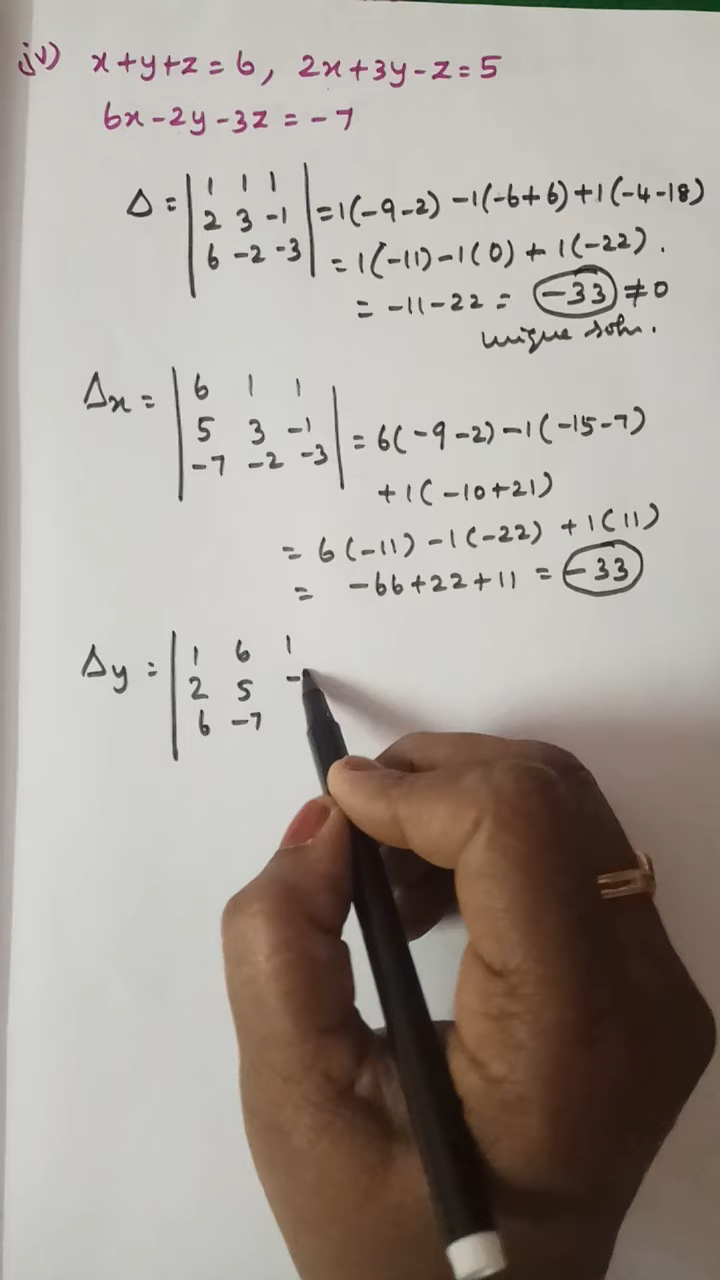 iv) x+y+z=6, 2x+3y-z=5
6x-2y-3z=-7
Δ = | 1 1 1 | = 1(-9-2) -1(-6+6) +1(-4-18)
2 3 -1
6 -2 -3 = 1(-11)-1(0)+1(-22).
= -11-22 = -33 ≠0
unique soln.
Δx = | 6 1 1 |
5 3 -1 = 6(-9-2)-1(-15-7)
-7 -2 -3
+1(-10+21)
= 6(-11)-1(-22)+1(11)
= -66+22+11 = -33
Δy = | 1 6 1
2 5 -
6 -7